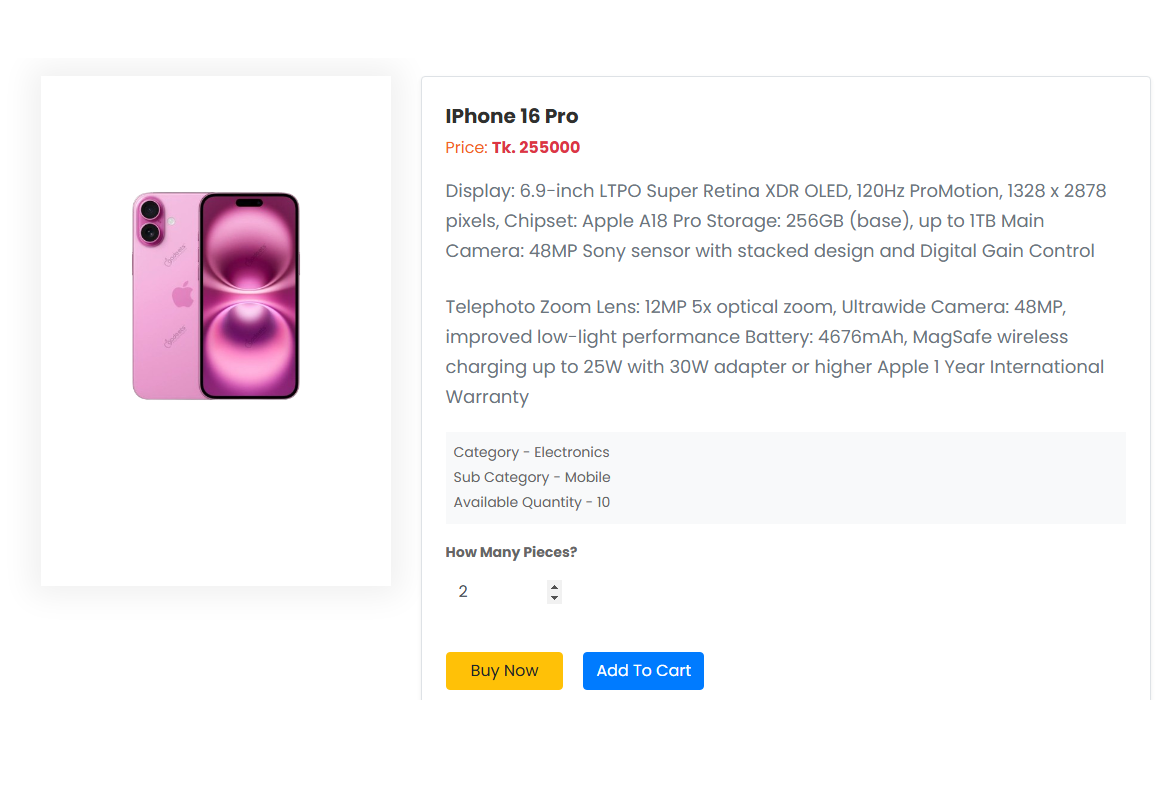 IPhone 16 Pro
Price: Tk. 255000
Display: 6.9-inch LTPO Super Retina XDR OLED, 120Hz ProMotion, 1328 x 2878
pixels, Chipset: Apple A18 Pro Storage: 256GB (base), up to 1TB Main
Camera: 48MP Sony sensor with stacked design and Digital Gain Control
Telephoto Zoom Lens: 12MP 5x optical zoom, Ultrawide Camera: 48MP,
improved low-light performance Battery: 4676mAh, MagSafe wireless
charging up to 25W with 30W adapter or higher Apple 1 Year International
Warranty
Category - Electronics
Sub Category - Mobile
Available Quantity - 10
How Many Pieces?
2
Buy Now
Add To Cart